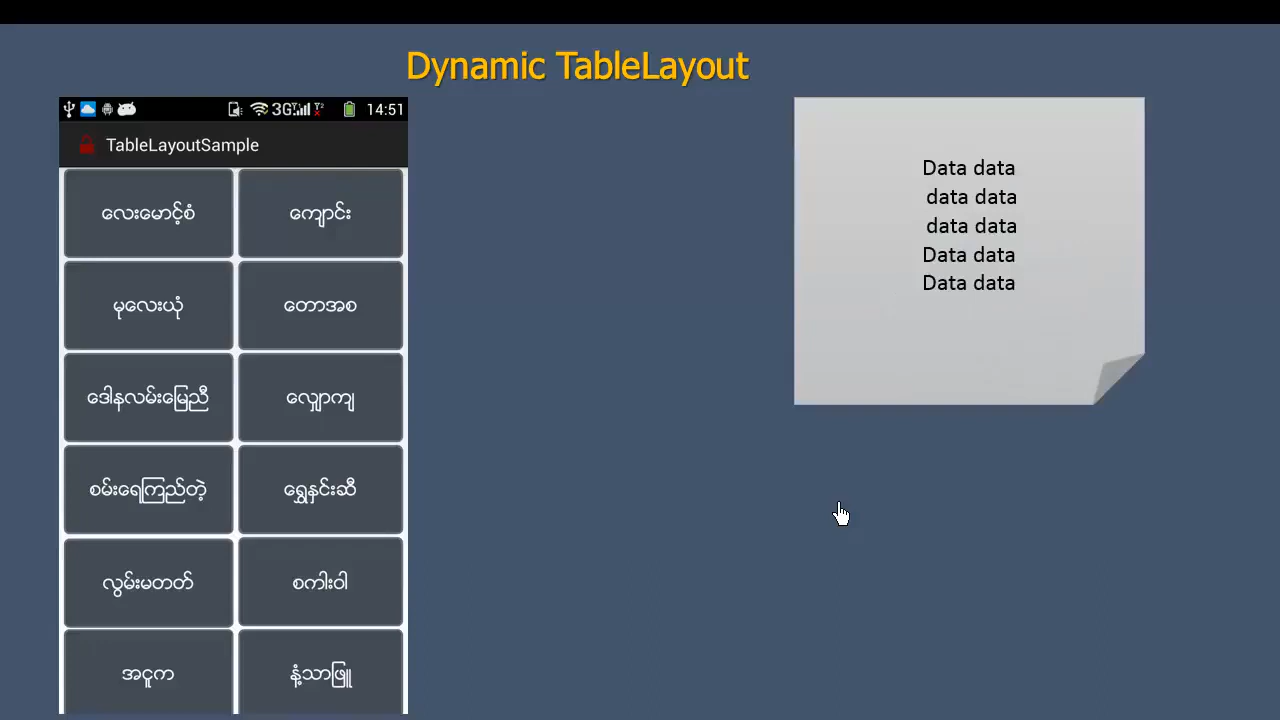 Dynamic TableLayout
3G 14:51
TableLayoutSample
လေးမောင့်စံ ကျောင်း
မုလေးယုံ တောအစ
ဒေါနလမ်းမြေညီ လျှောကျ
စမ်းရေကြည်တဲ့ ရွှေနှင်းဆီ
လွမ်းမတတ် စကါးဝါ
အငူက နံ့သာဖြူ
Data data
data data
data data
Data data
Data data